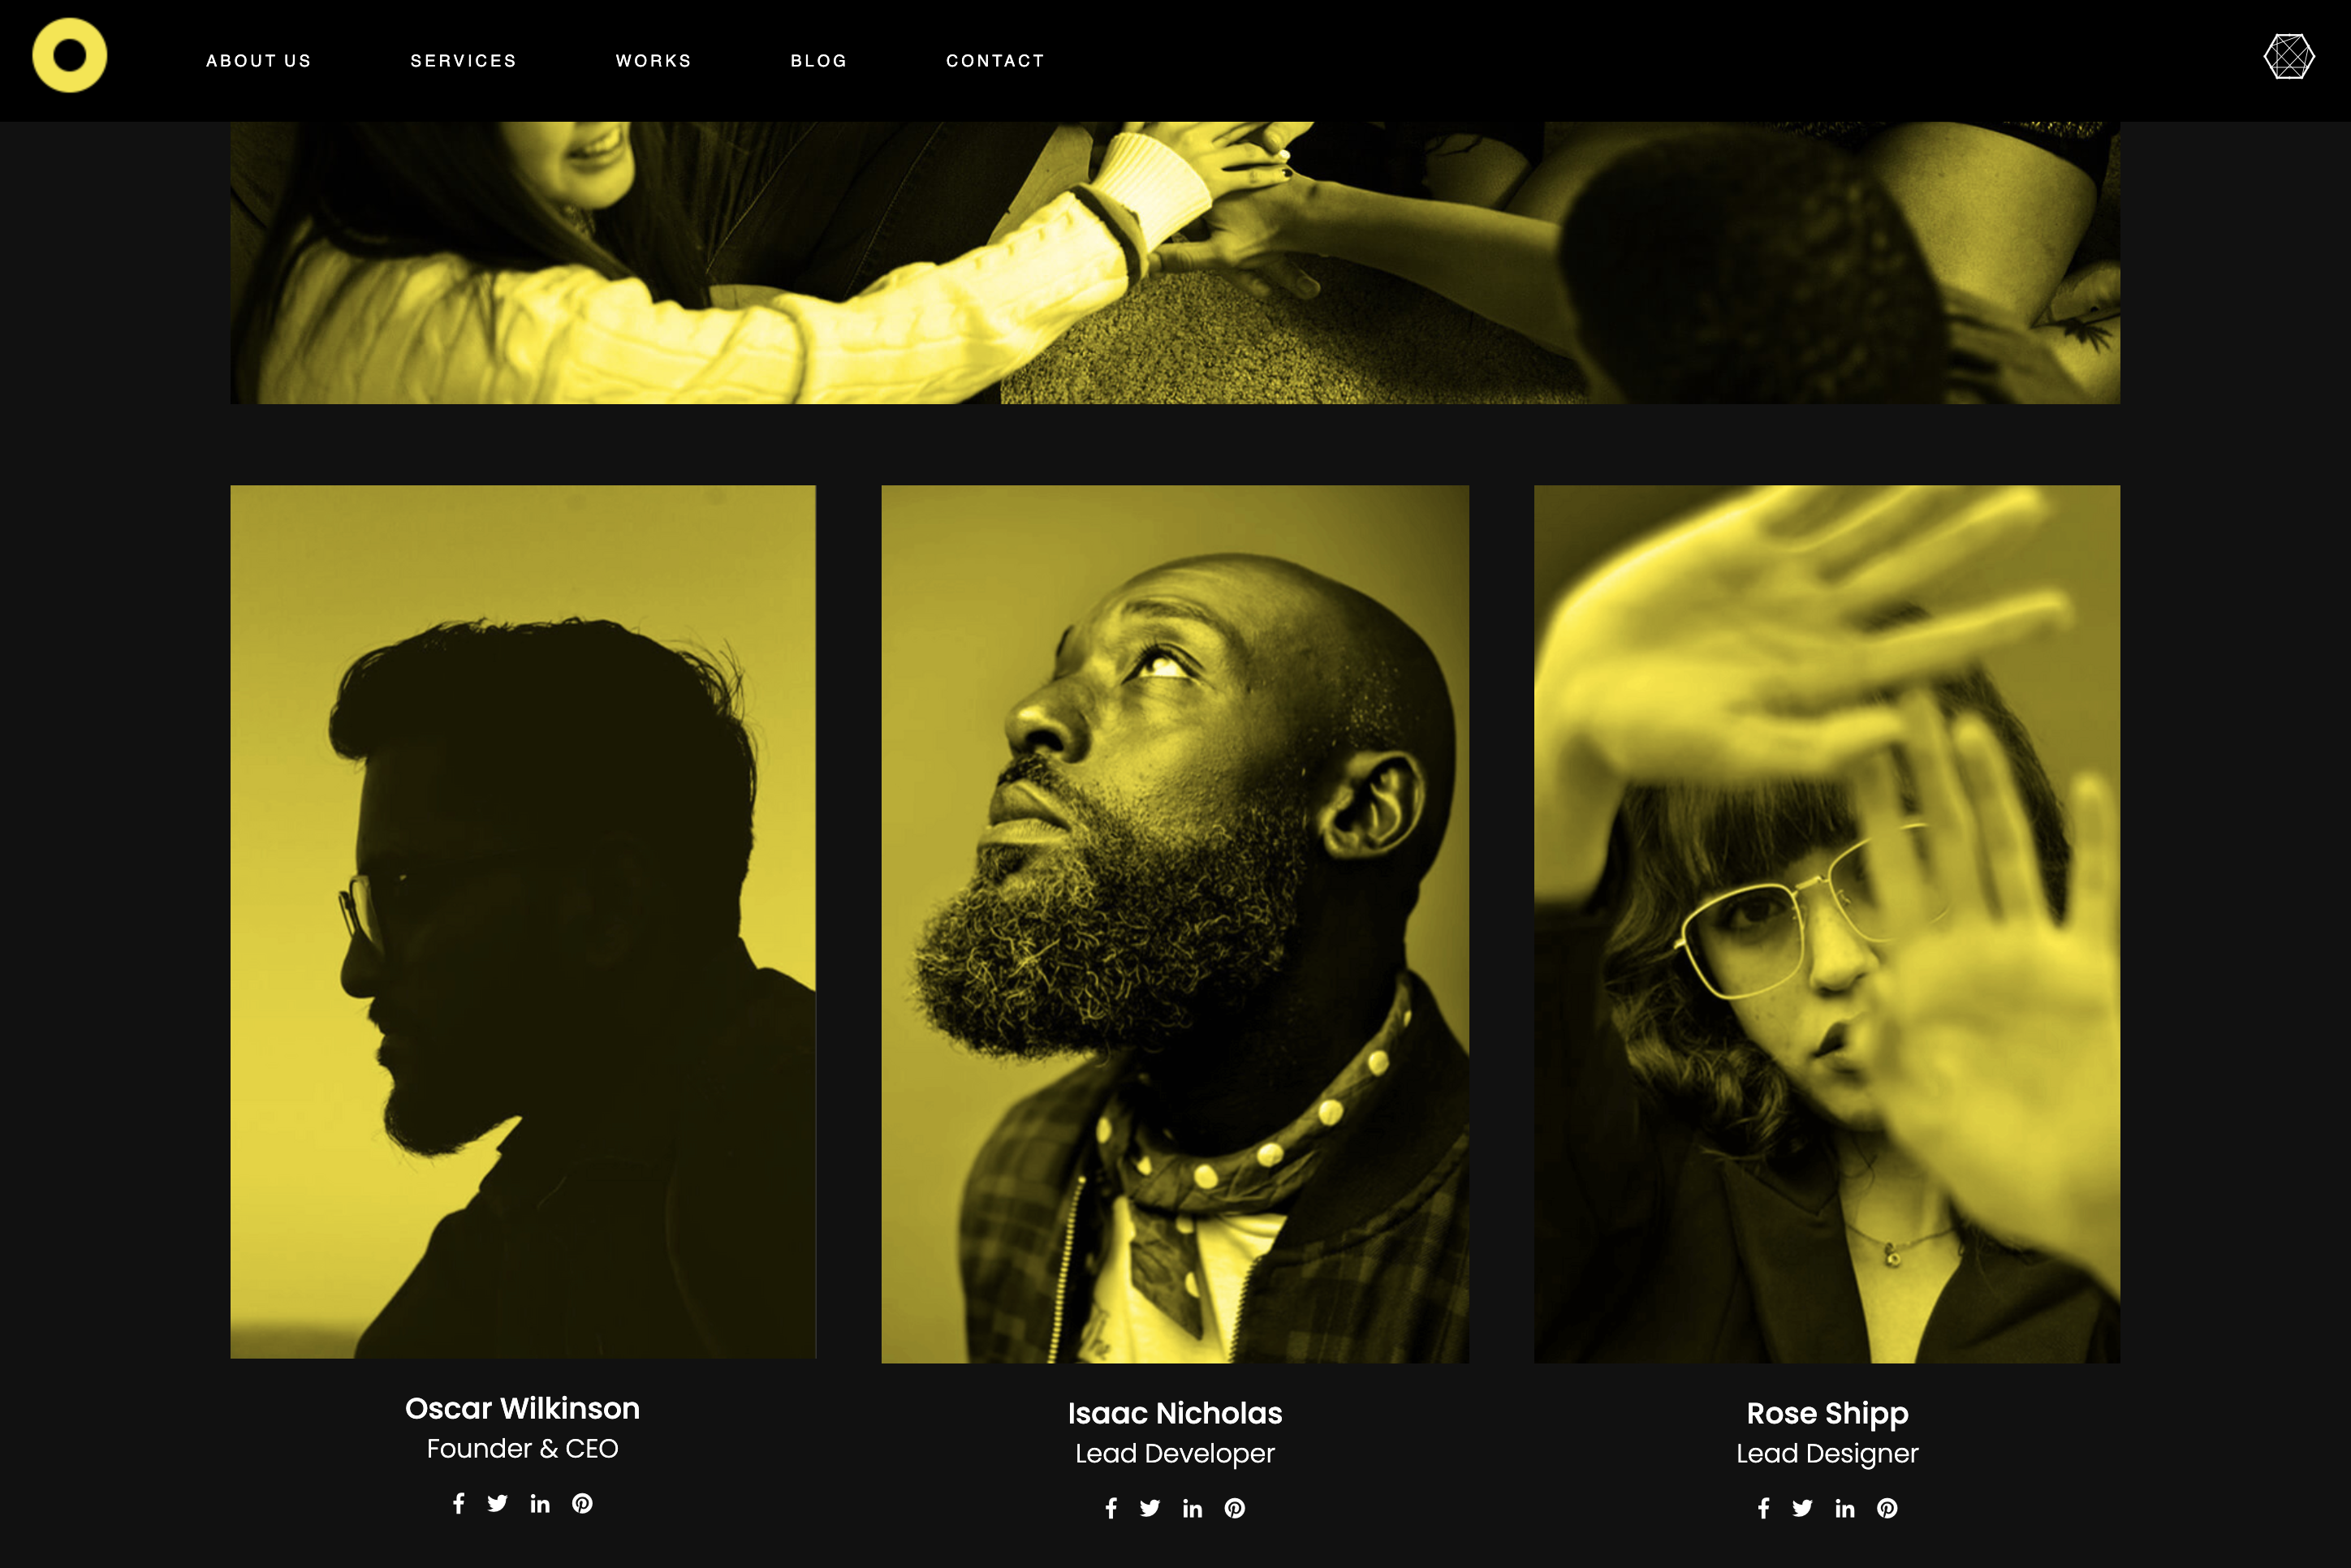 ABOUT US
SERVICES
WORKS
BLOG
CONTACT
Oscar Wilkinson
Founder & CEO
Isaac Nicholas
Lead Developer
Rose Shipp
Lead Designer